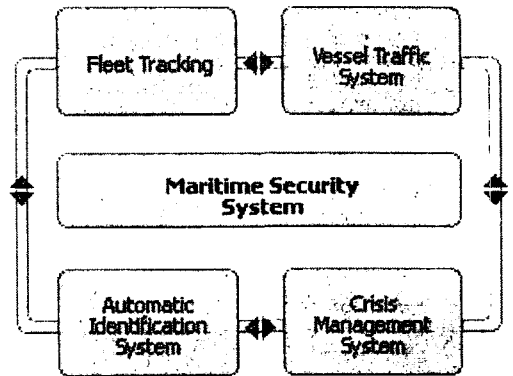 Fleet Tracking
Vessel Traffic
System
Maritime Security
System
Automatic
Identification
System
Crisis
Management
System